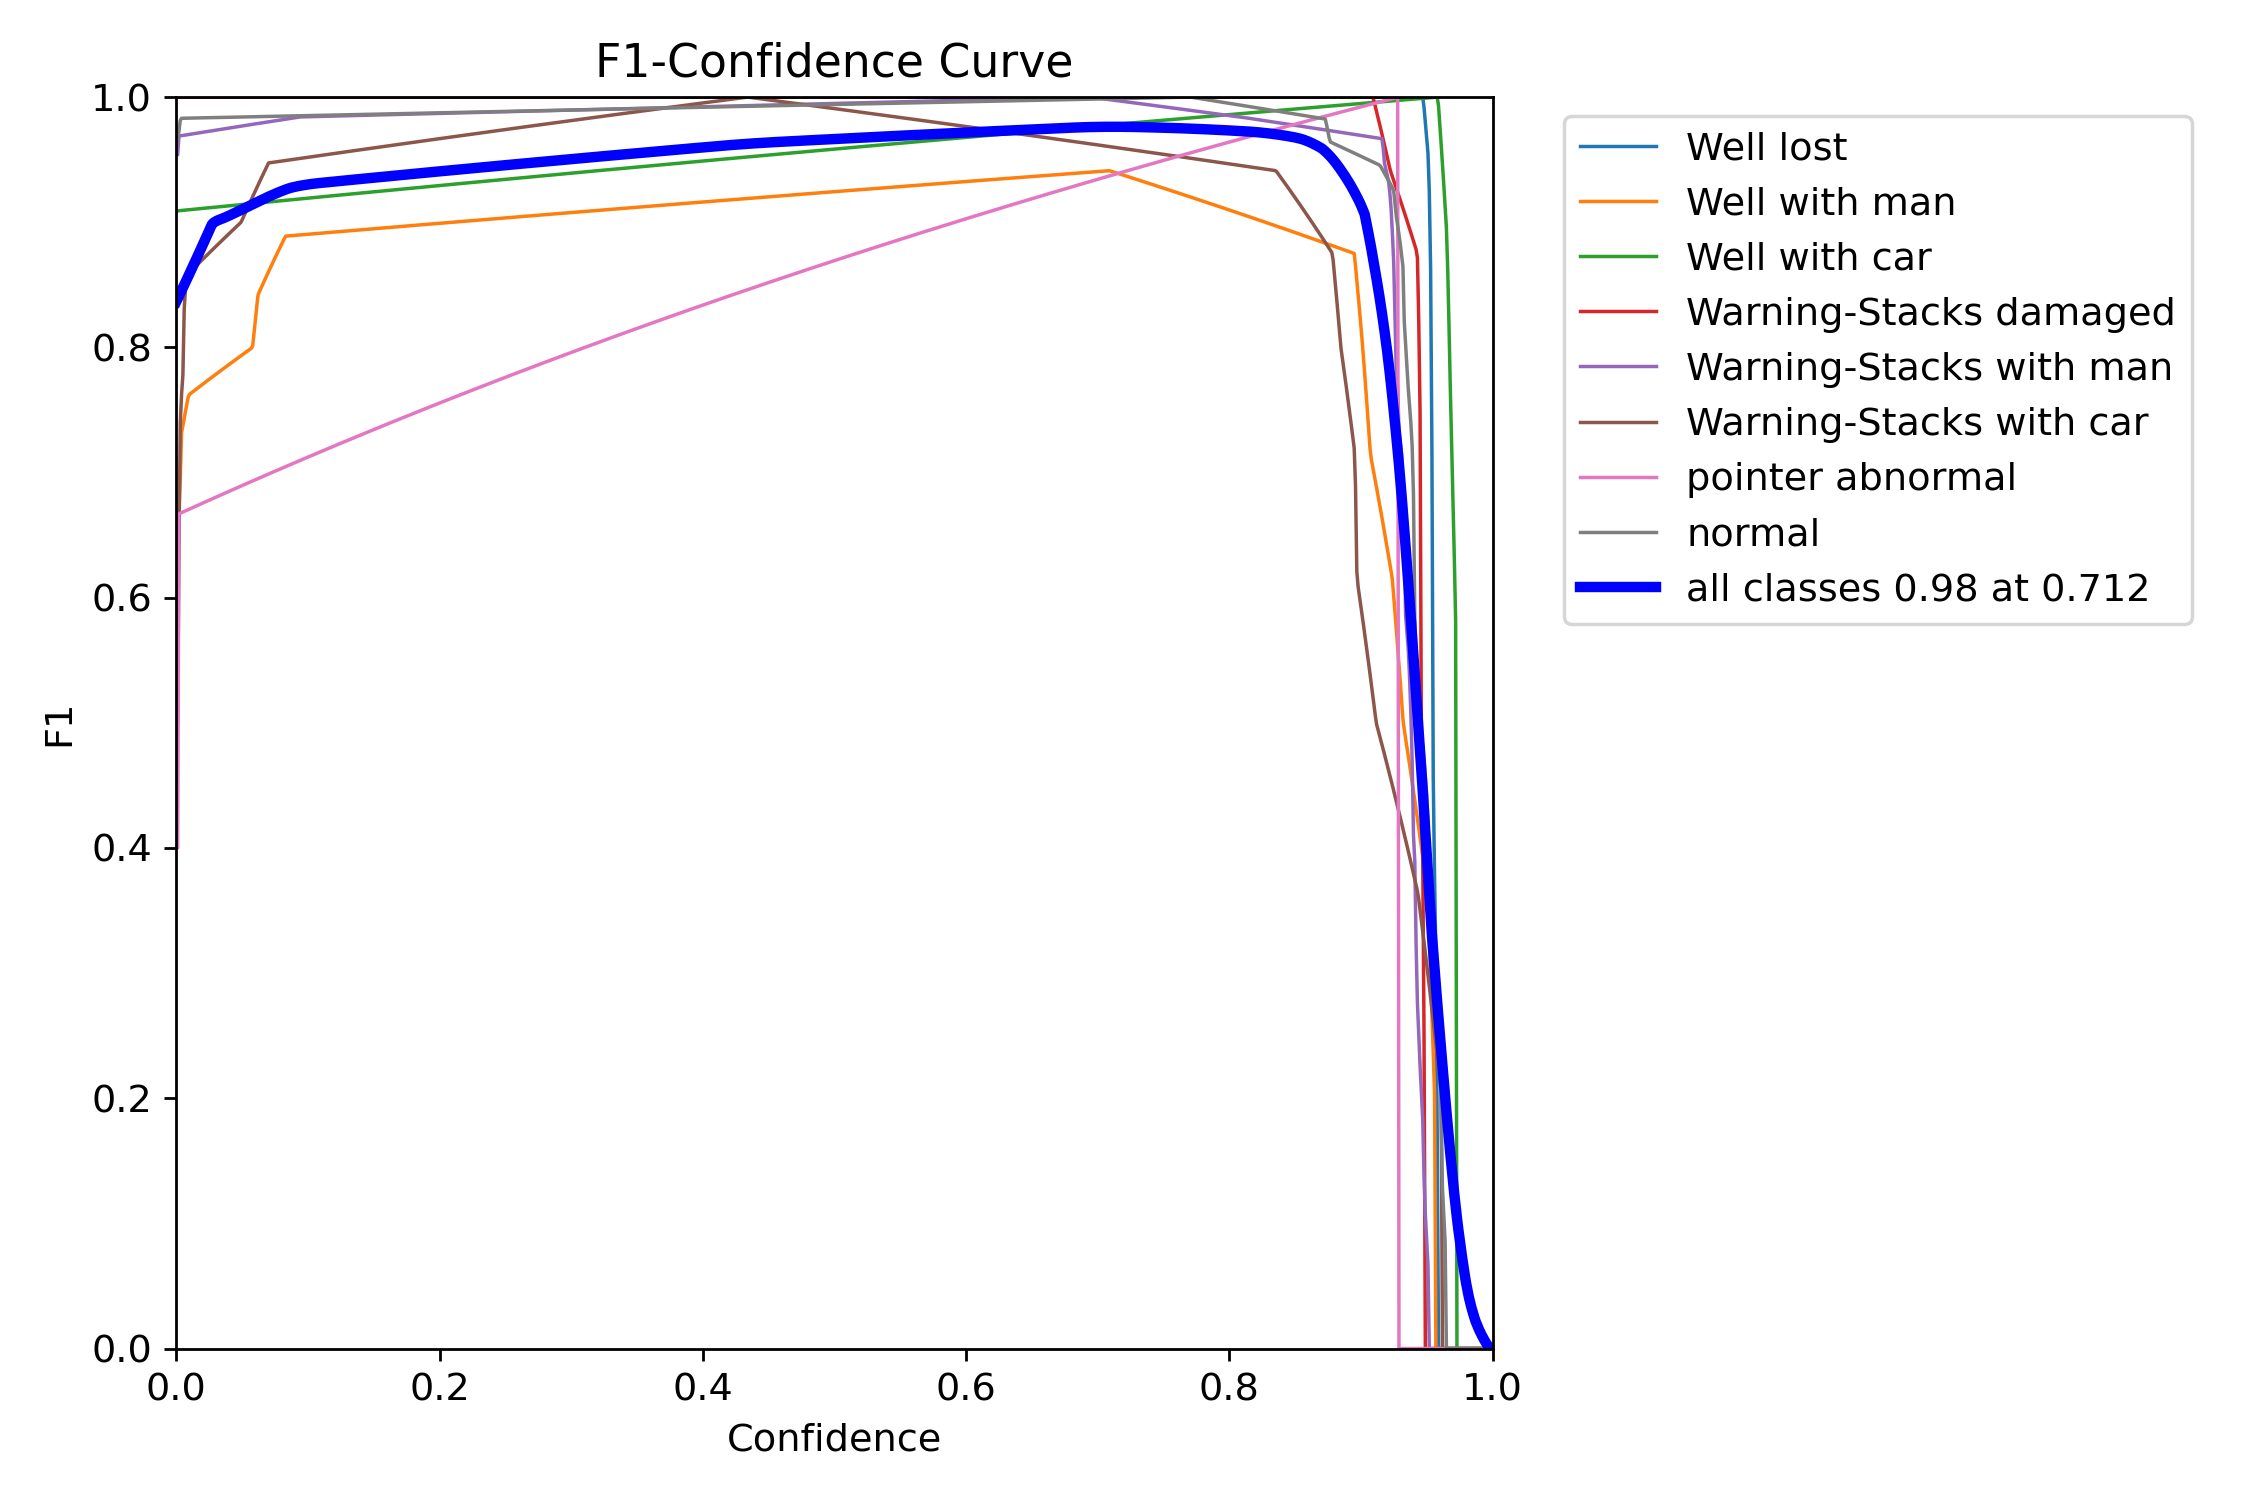 F1-Confidence Curve
1.0
0.8
0.6
0.4
0.2
0.0
F1
0.0 0.2 0.4 0.6 0.8 1.0
Confidence
Well lost
Well with man
Well with car
Warning-Stacks damaged
Warning-Stacks with man
Warning-Stacks with car
pointer abnormal
normal
all classes 0.98 at 0.712